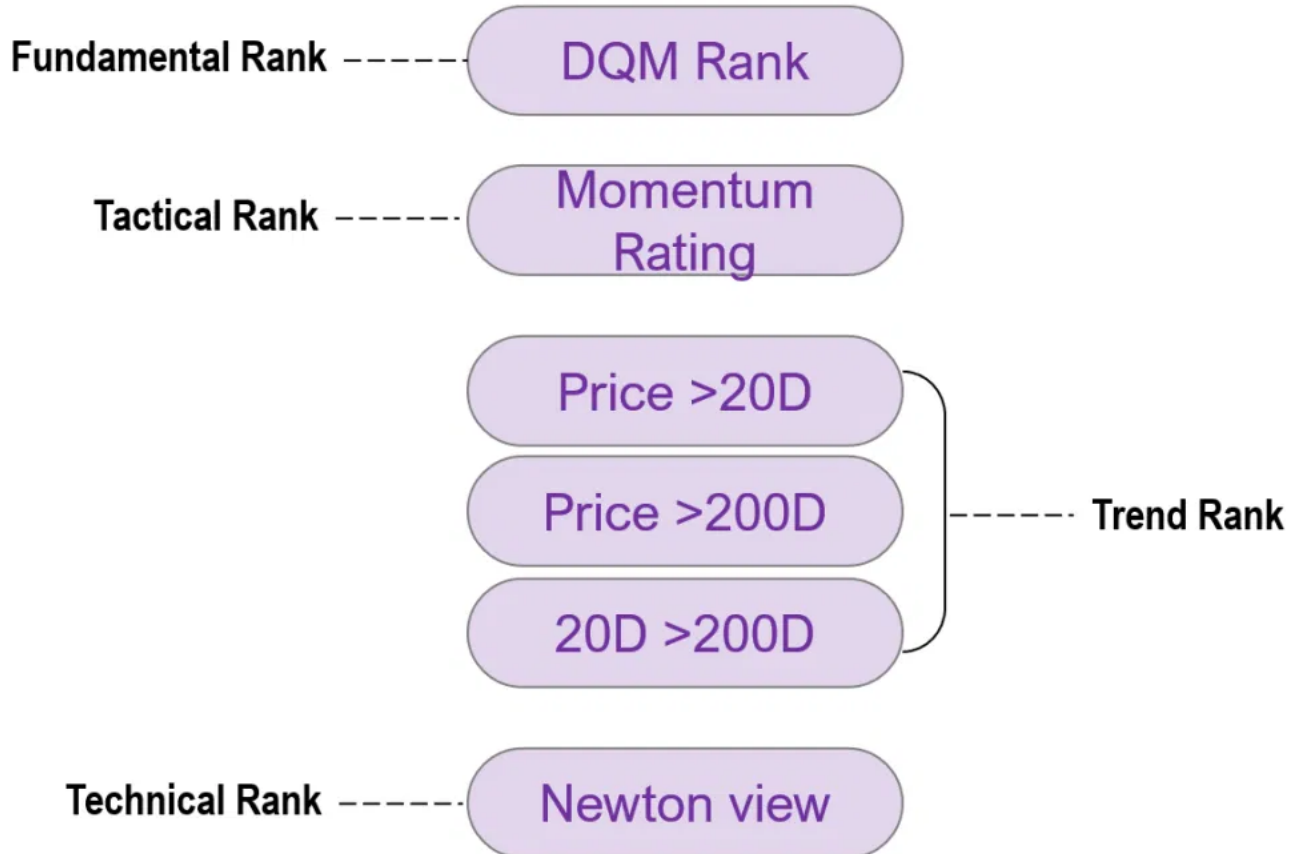 Fundamental Rank
DQM Rank
Tactical Rank
Momentum
Rating
Price >20D
Price >200D
20D >200D
Trend Rank
Technical Rank
Newton view